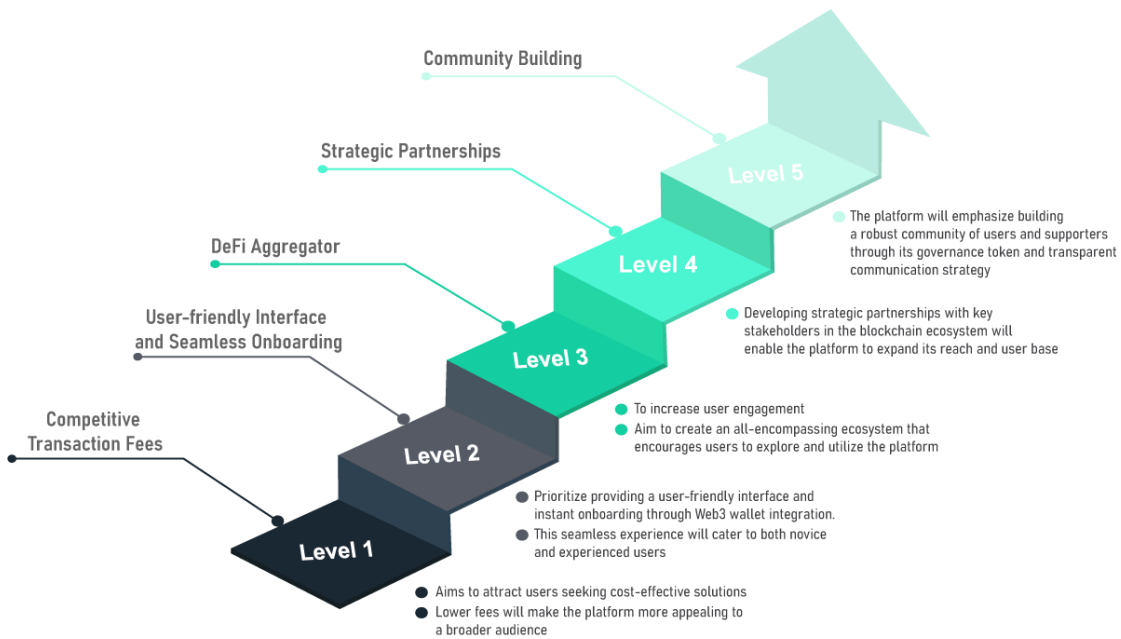 Community Building
Level 5
The platform will emphasize building
a robust community of users and supporters
through its governance token and transparent
communication strategy
Strategic Partnerships
Level 4
Developing strategic partnerships with key
stakeholders in the blockchain ecosystem will
enable the platform to expand its reach and user base
DeFi Aggregator
Level 3
To increase user engagement
Aim to create an all-encompassing ecosystem that
encourages users to explore and utilize the platform
User-friendly Interface
and Seamless Onboarding
Level 2
Prioritize providing a user-friendly interface and
instant onboarding through Web3 wallet integration.
This seamless experience will cater to both novice
and experienced users
Competitive
Transaction Fees
Level 1
Aims to attract users seeking cost-effective solutions
Lower fees will make the platform more appealing to
a broader audience